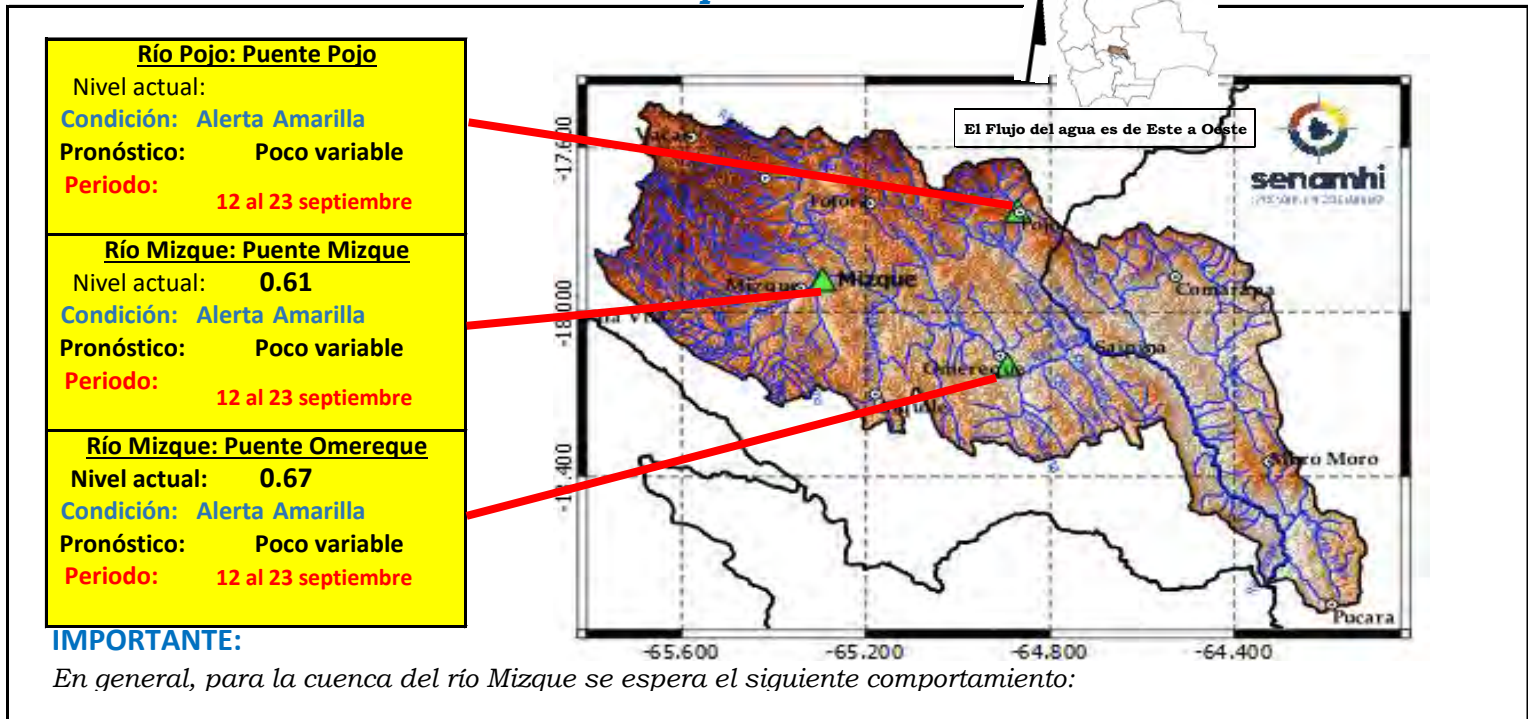 Río Pojo: Puente Pojo
Nivel actual:
Condición: Alerta Amarilla
Pronóstico: Poco variable
Periodo:
12 al 23 septiembre
Río Mizque: Puente Mizque
Nivel actual: 0.61
Condición: Alerta Amarilla
Pronóstico: Poco variable
Periodo:
12 al 23 septiembre
Río Mizque: Puente Omereque
Nivel actual: 0.67
Condición: Alerta Amarilla
Pronóstico: Poco variable
Periodo: 12 al 23 septiembre
El Flujo del agua es de Este a Oeste
senamhi
Vacas
Totora
Pojo
Mizque
Mizque
Comarapa
Saipina
Omereque
Moro Moro
Pucara
-65.600 -65.200 -64.800 -64.400
IMPORTANTE:
En general, para la cuenca del río Mizque se espera el siguiente comportamiento: